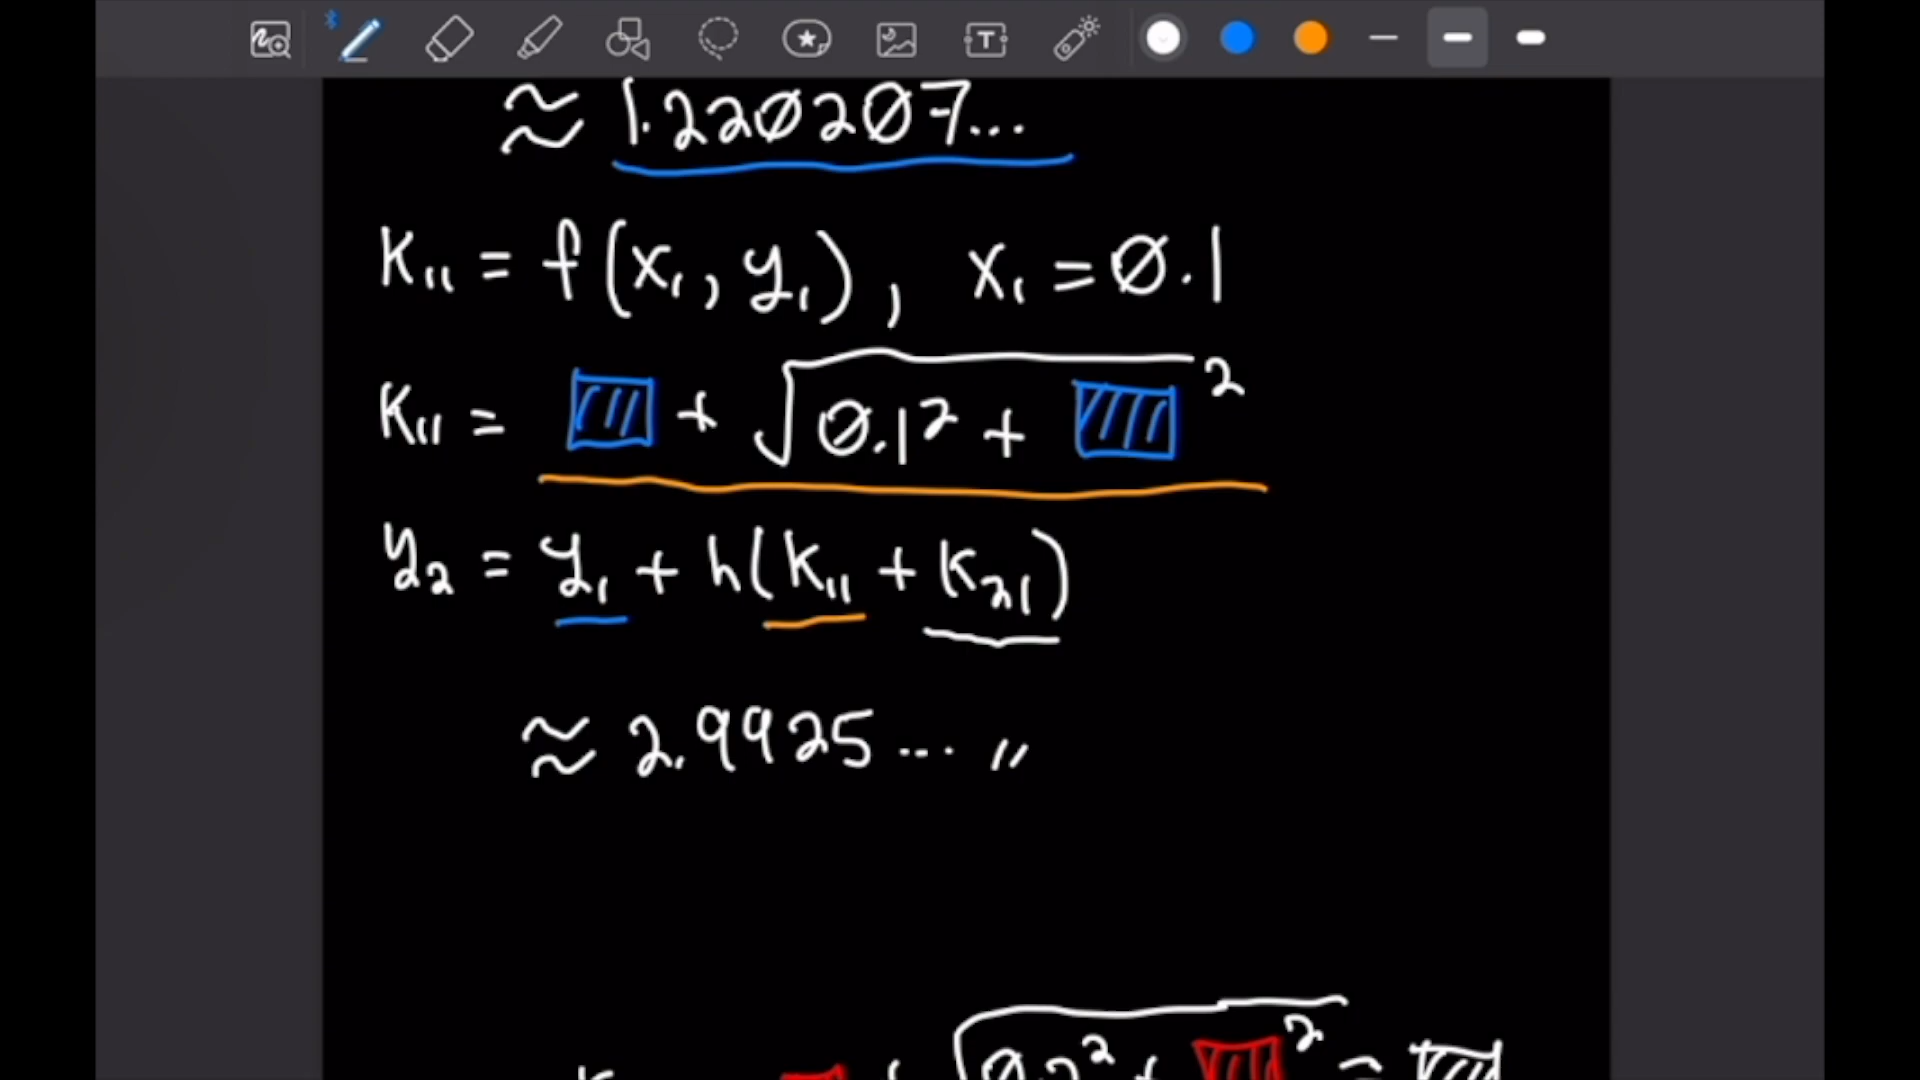 ≈ 1.220207...
K₁₁ = f(x₁, y₁), x₁ = 0.1
K₁₁ = + √0.1² + ²
y₂ = y₁ + h(K₁₁ + K₂₁)
≈ 2.9925... //